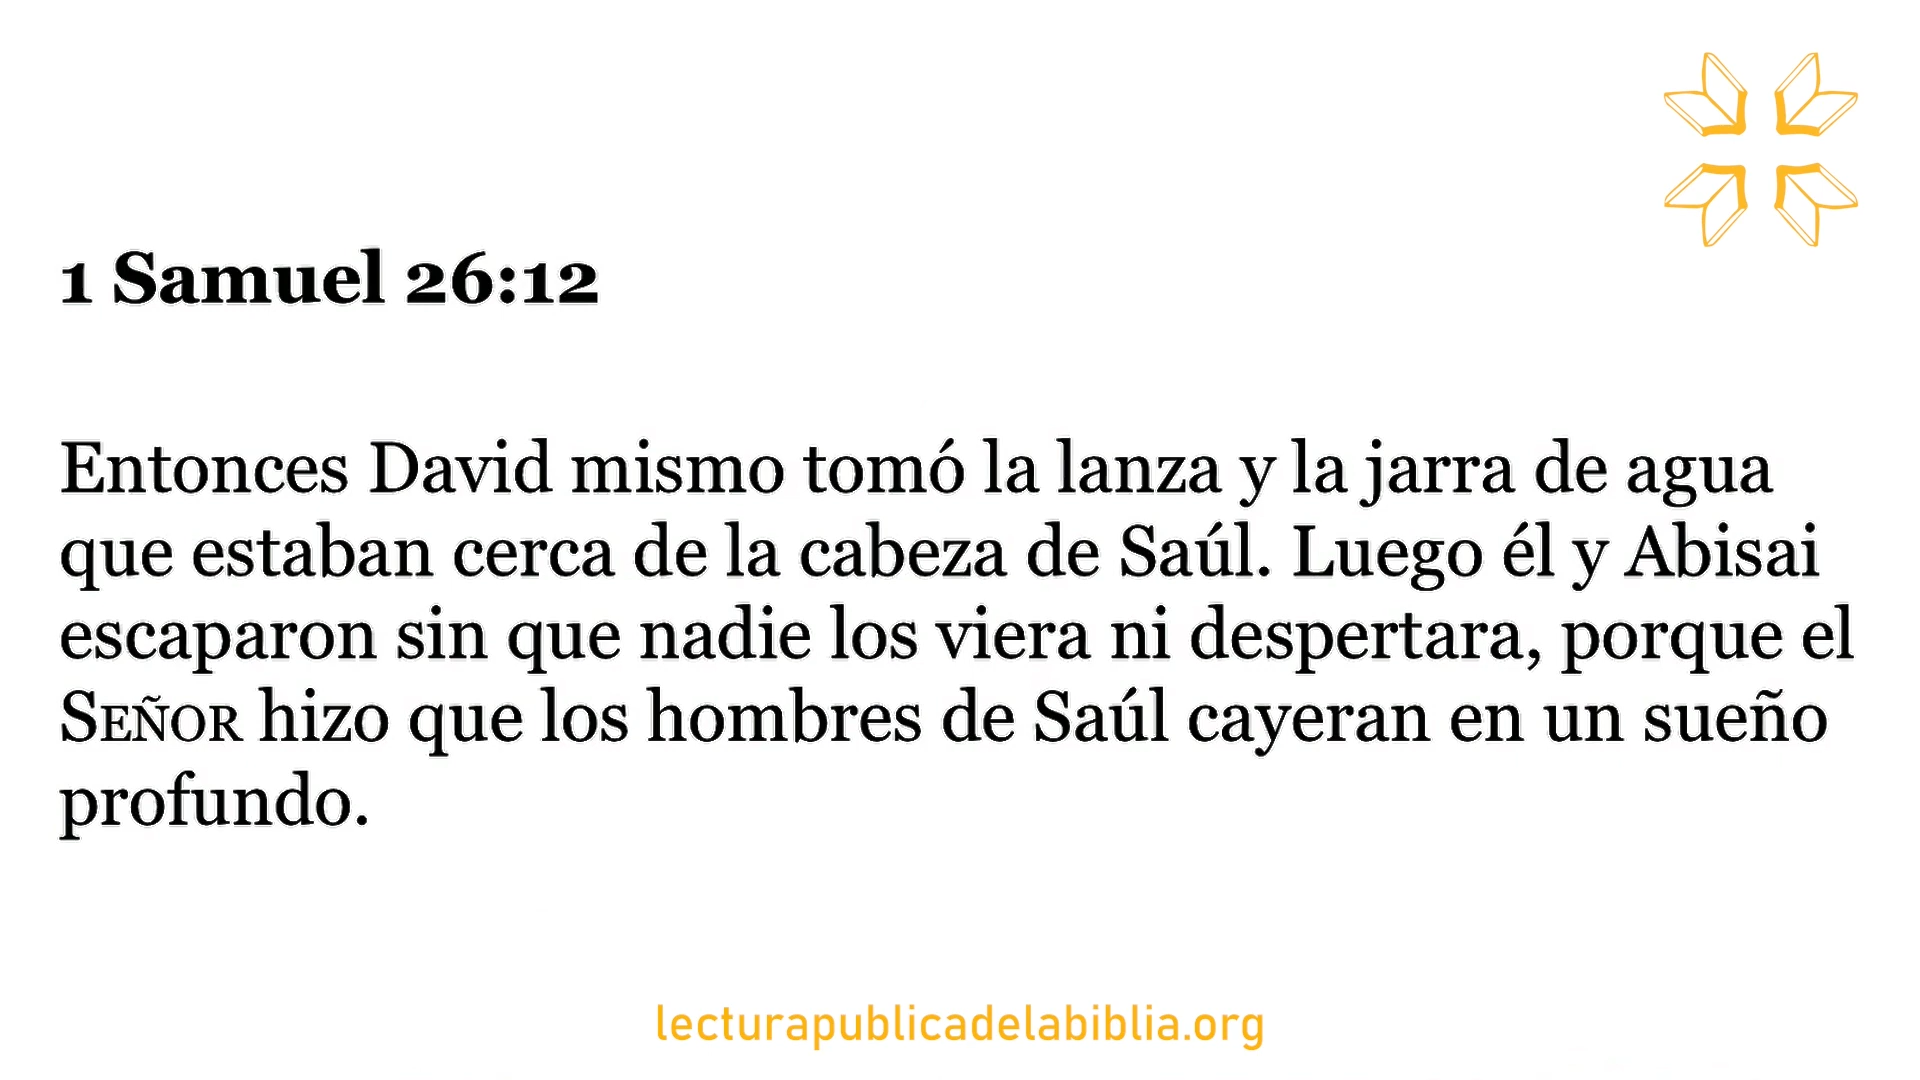 1 Samuel 26:12
Entonces David mismo tomó la lanza y la jarra de agua
que estaban cerca de la cabeza de Saúl. Luego él y Abisai
escaparon sin que nadie los viera ni despertara, porque el
SEÑOR hizo que los hombres de Saúl cayeran en un sueño
profundo.
lecturapublicadelabiblia.org